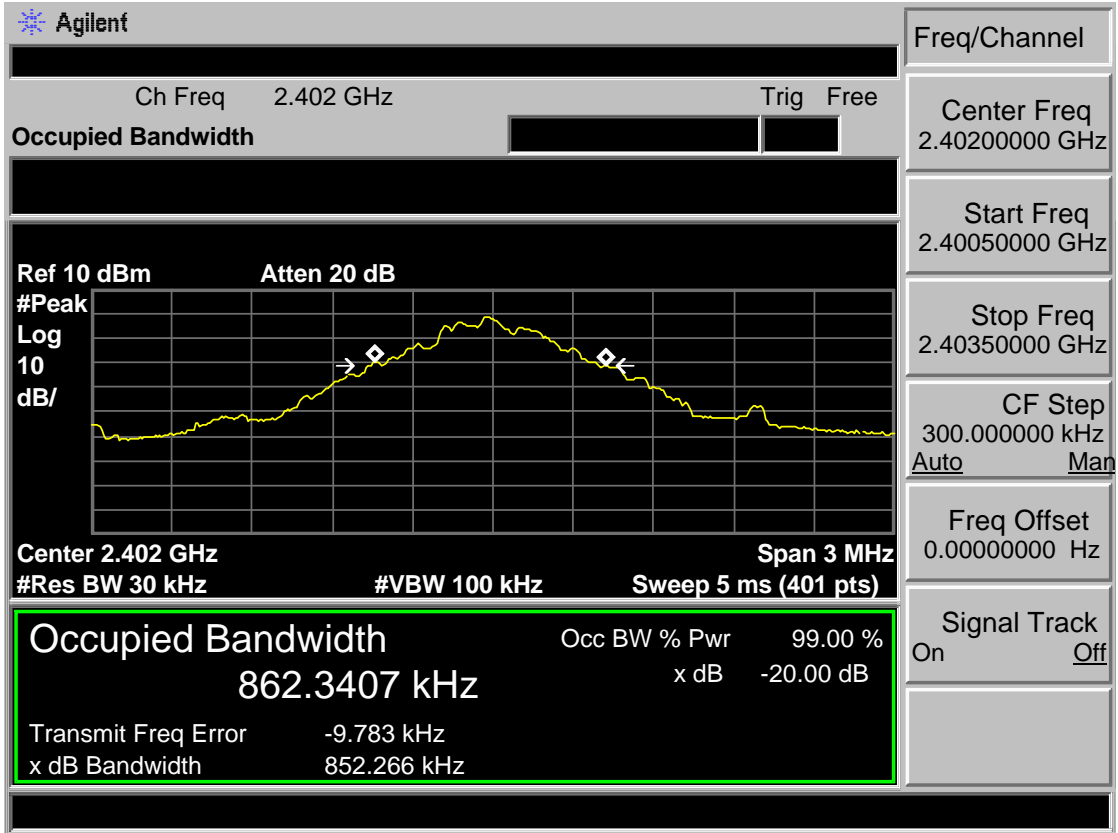 Agilent
Freq/Channel
Ch Freq 2.402 GHz Trig Free
Occupied Bandwidth
Center Freq
2.40200000 GHz
Start Freq
2.40050000 GHz
Ref 10 dBm Atten 20 dB
#Peak
Log
10
dB/
Stop Freq
2.40350000 GHz
CF Step
300.000000 kHz
Auto Man
Freq Offset
0.00000000 Hz
Center 2.402 GHz Span 3 MHz
#Res BW 30 kHz #VBW 100 kHz Sweep 5 ms (401 pts)
Signal Track
On Off
Occupied Bandwidth
862.3407 kHz
Occ BW % Pwr 99.00 %
x dB -20.00 dB
Transmit Freq Error -9.783 kHz
x dB Bandwidth 852.266 kHz